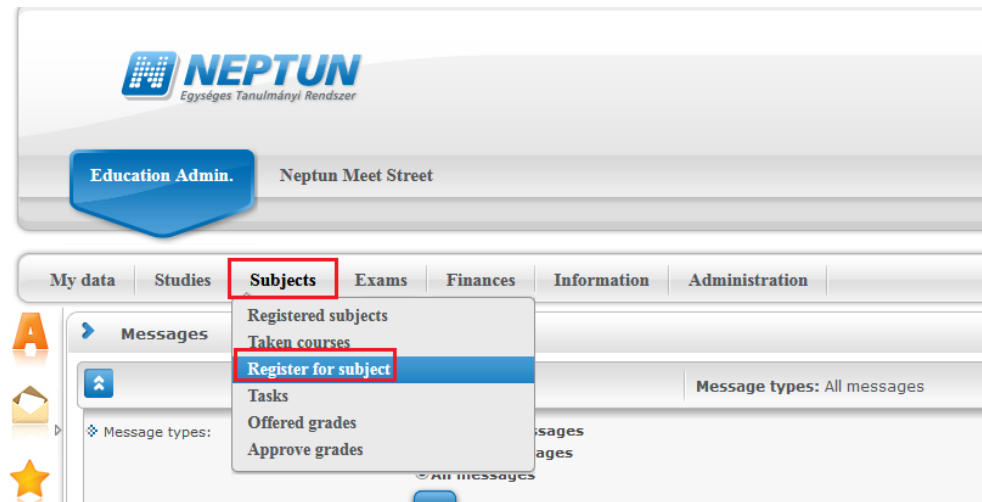 NEPTUN
Egységes Tanulmányi Rendszer
Education Admin. Neptun Meet Street
My data Studies Subjects Exams Finances Information Administration
Messages
Registered subjects
Taken courses
Register for subject
Tasks
Offered grades
Approve grades
Message types: All messages
Message types:
All messages